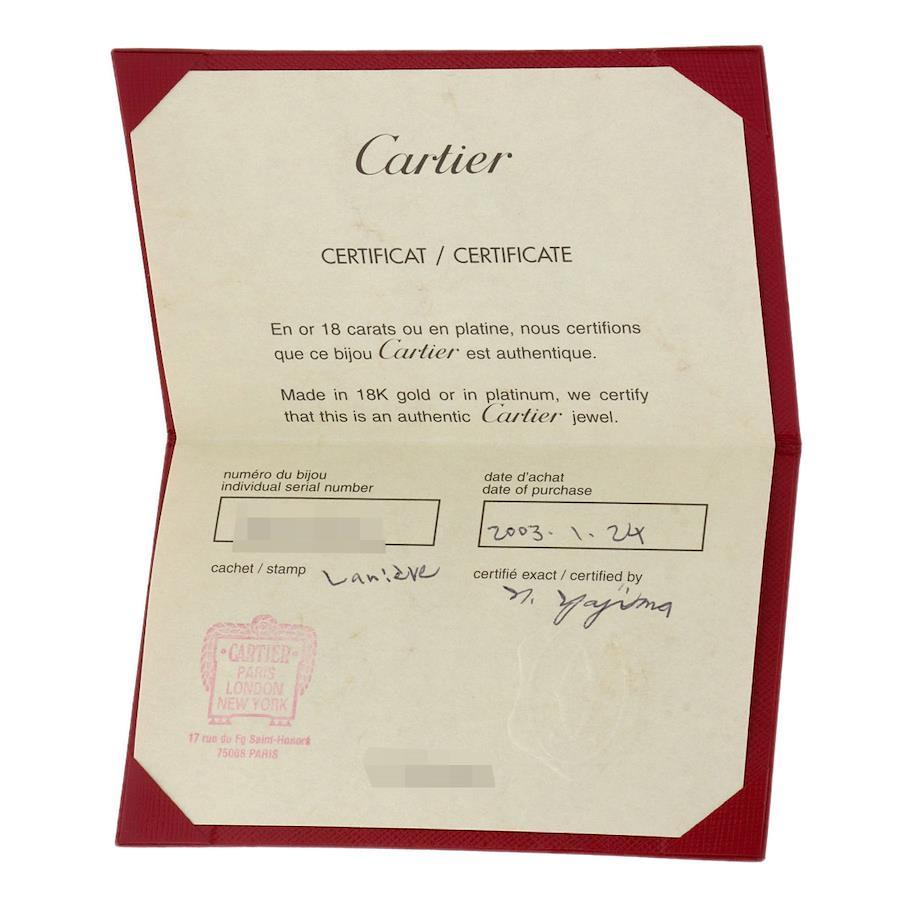 Cartier
CERTIFICAT / CERTIFICATE
En or 18 carats ou en platine, nous certifions
que ce bijou Cartier est authentique.
Made in 18K gold or in platinum, we certify
that this is an authentic Cartier jewel.
numéro du bijou
individual serial number
date d'achat
date of purchase
2003. 1. 24
cachet / stamp Lanière
certifié exact / certified by
N. Yajima
CARTIER
PARIS
LONDON
NEW YORK
17 rue du Fg Saint-Honoré
75008 PARIS